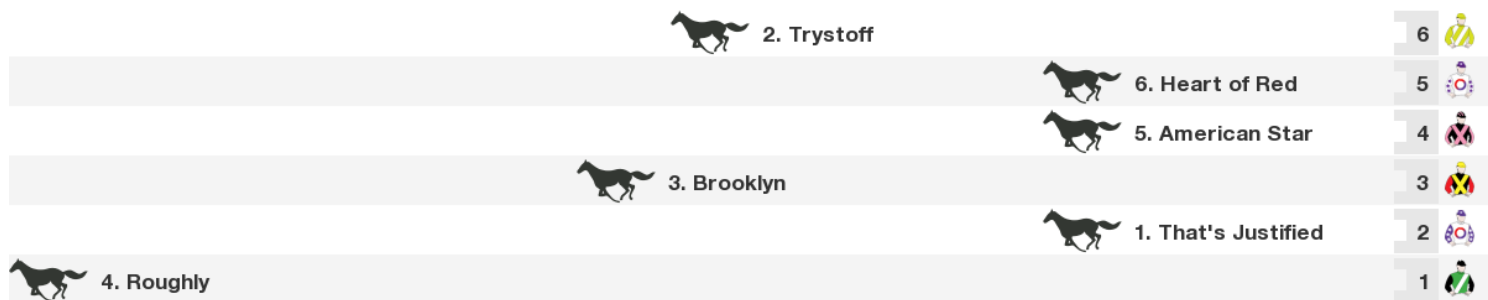 2. Trystoff 6
6. Heart of Red 5
5. American Star 4
3. Brooklyn 3
1. That's Justified 2
4. Roughly 1